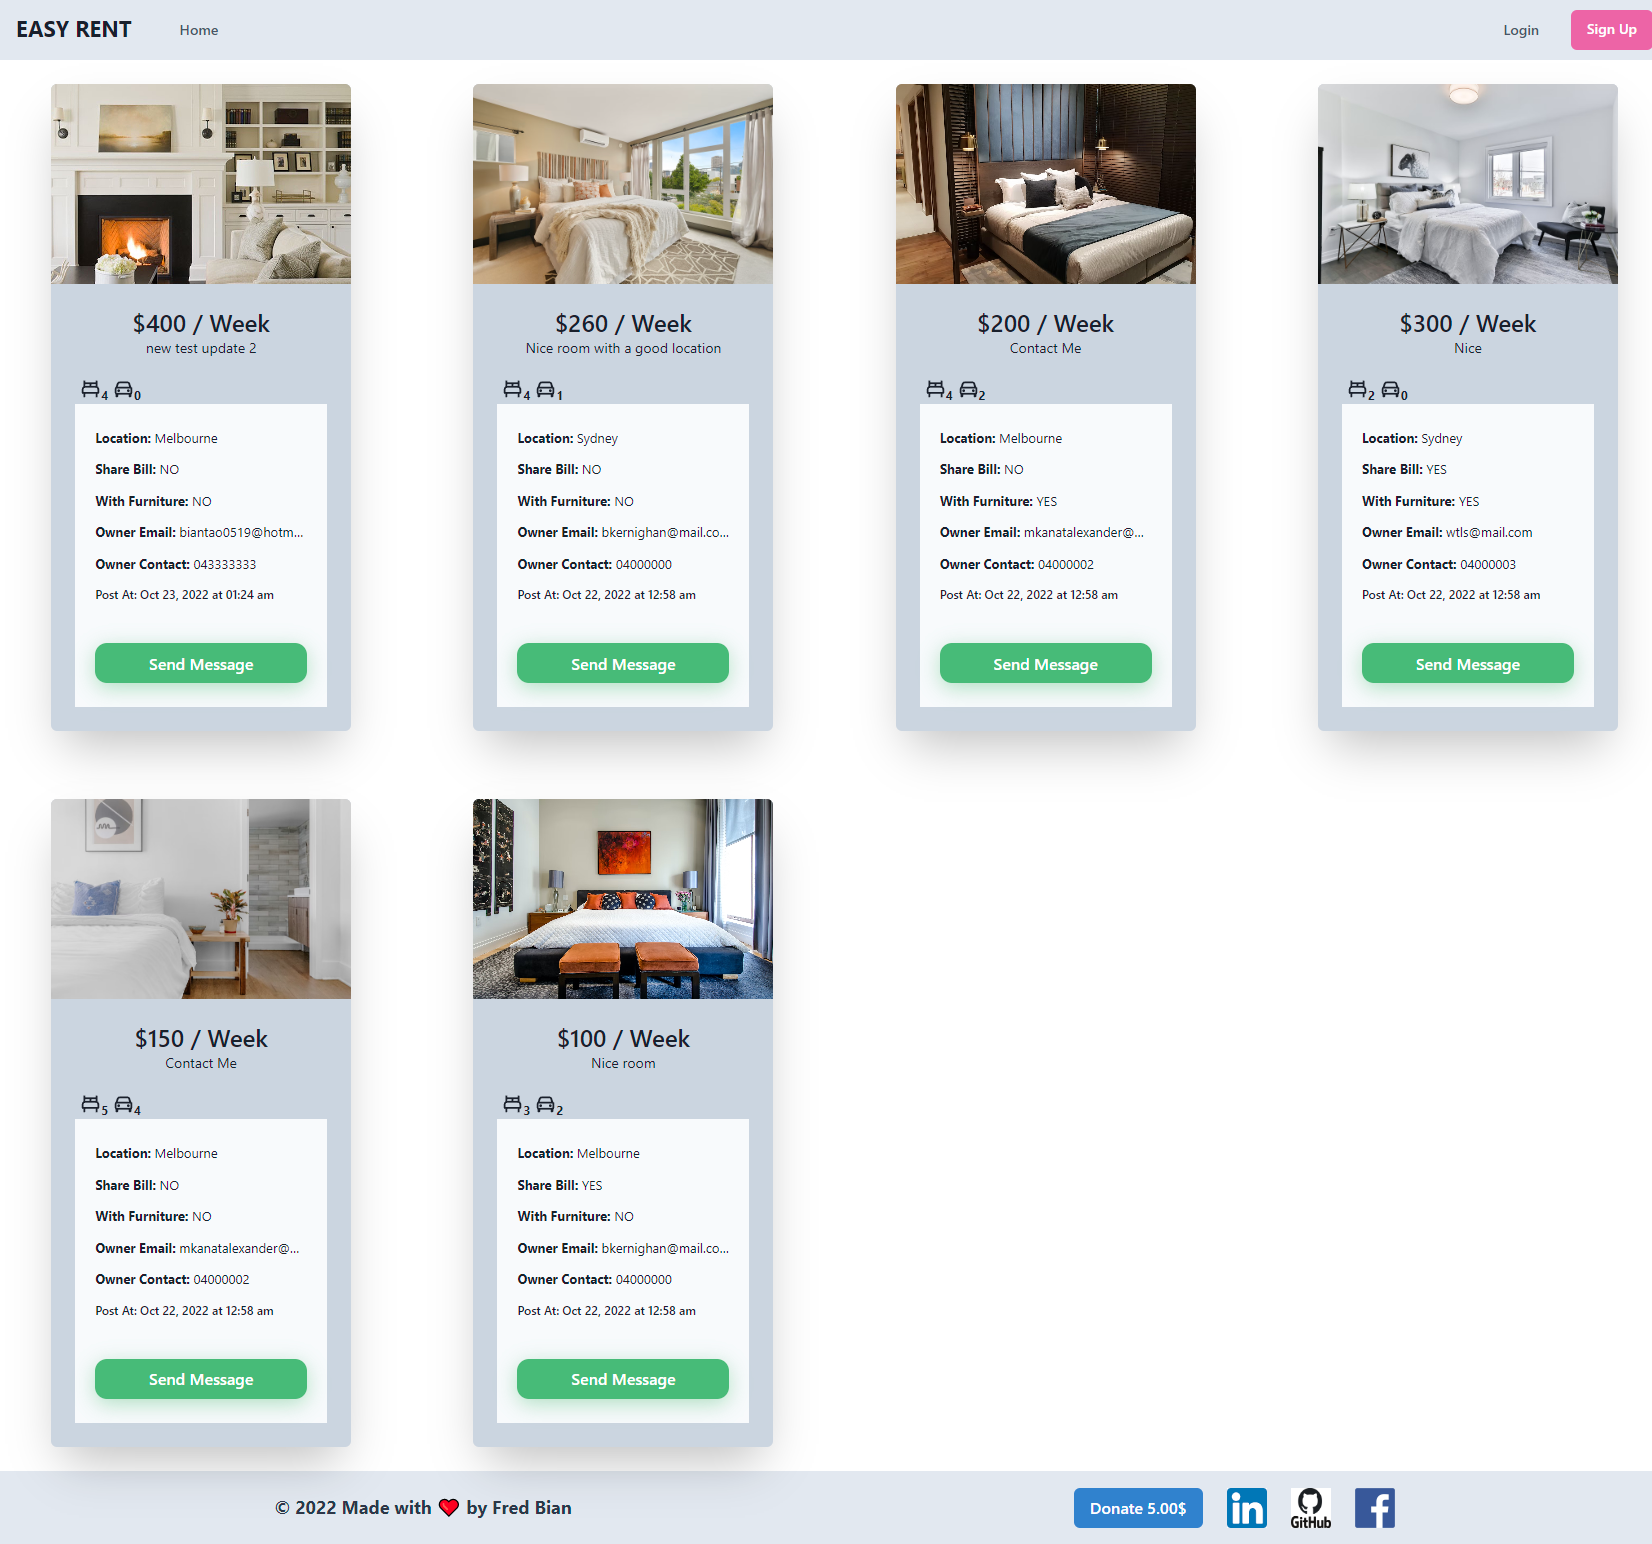 EASY RENT
Home
Login
Sign Up
$400 / Week
new test update 2
4 0
Location: Melbourne
Share Bill: NO
With Furniture: NO
Owner Email: biantao0519@hotm...
Owner Contact: 043333333
Post At: Oct 23, 2022 at 01:24 am
Send Message
$260 / Week
Nice room with a good location
4 1
Location: Sydney
Share Bill: NO
With Furniture: NO
Owner Email: bkernighan@mail.co...
Owner Contact: 04000000
Post At: Oct 22, 2022 at 12:58 am
Send Message
$200 / Week
Contact Me
4 2
Location: Melbourne
Share Bill: NO
With Furniture: YES
Owner Email: mkanatalexander@...
Owner Contact: 04000002
Post At: Oct 22, 2022 at 12:58 am
Send Message
$300 / Week
Nice
2 0
Location: Sydney
Share Bill: YES
With Furniture: YES
Owner Email: wtls@mail.com
Owner Contact: 04000003
Post At: Oct 22, 2022 at 12:58 am
Send Message
$150 / Week
Contact Me
5 4
Location: Melbourne
Share Bill: NO
With Furniture: NO
Owner Email: mkanatalexander@...
Owner Contact: 04000002
Post At: Oct 22, 2022 at 12:58 am
Send Message
$100 / Week
Nice room
3 2
Location: Melbourne
Share Bill: YES
With Furniture: NO
Owner Email: bkernighan@mail.co...
Owner Contact: 04000000
Post At: Oct 22, 2022 at 12:58 am
Send Message
© 2022 Made with ❤ by Fred Bian
Donate 5.00$
in
GitHub
f